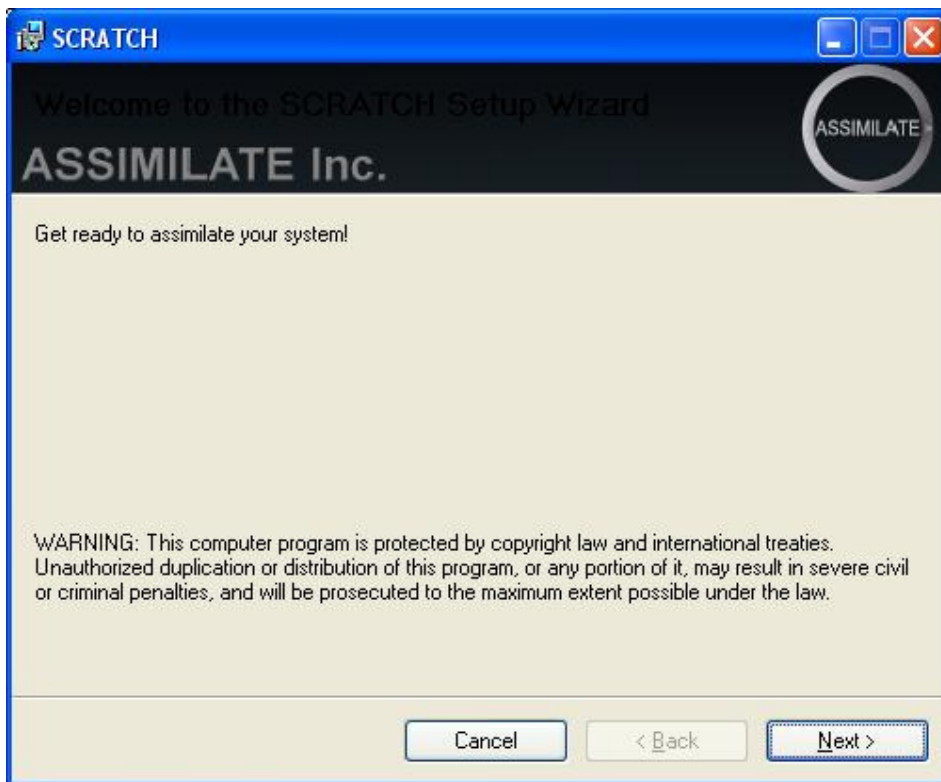 SCRATCH
Welcome to the SCRATCH Setup Wizard
ASSIMILATE
ASSIMILATE Inc.
Get ready to assimilate your system!
WARNING: This computer program is protected by copyright law and international treaties.
Unauthorized duplication or distribution of this program, or any portion of it, may result in severe civil
or criminal penalties, and will be prosecuted to the maximum extent possible under the law.
Cancel
< Back
Next >